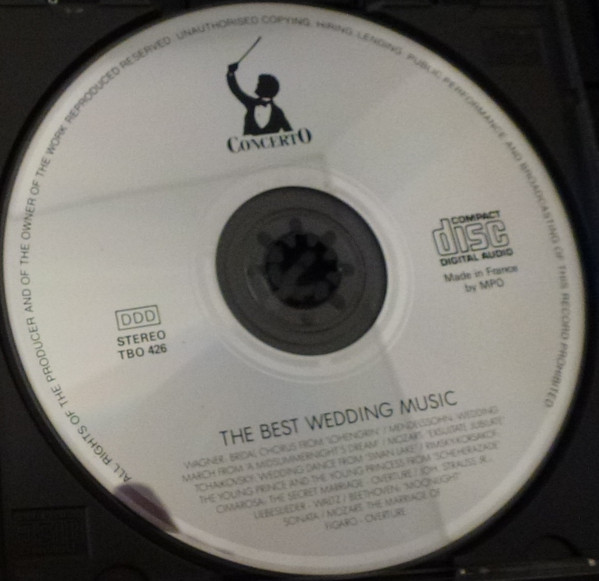 ALL RIGHTS OF THE PRODUCER AND OF THE OWNER OF THE WORK REPRODUCED RESERVED. UNAUTHORISED COPYING, HIRING, LENDING, PUBLIC PERFORMANCE AND BROADCASTING OF THIS RECORD PROHIBITED
CONCERTO
COMPACT
disc
DIGITAL AUDIO
Made in France
by MPO
DDD
STEREO
TBO 426
THE BEST WEDDING MUSIC
WAGNER: BRIDAL CHORUS FROM 'LOHENGRIN' / MENDELSSOHN: WEDDING
MARCH FROM 'A MIDSUMMERNIGHT'S DREAM' / MOZART: 'EXSULTATE, JUBILATE'
TCHAIKOVSKY: WEDDING DANCE FROM 'SWAN LAKE' / RIMSKY-KORSAKOF:
THE YOUNG PRINCE AND THE YOUNG PRINCESS FROM 'SCHEHERAZADE'
CIMAROSA: THE SECRET MARRIAGE - OVERTURE / JOH. STRAUSS, JR.:
LIEBESLIEDER - WALTZ / BEETHOVEN: 'MOONLIGHT'
SONATA / MOZART: THE MARRIAGE OF
FIGARO - OVERTURE